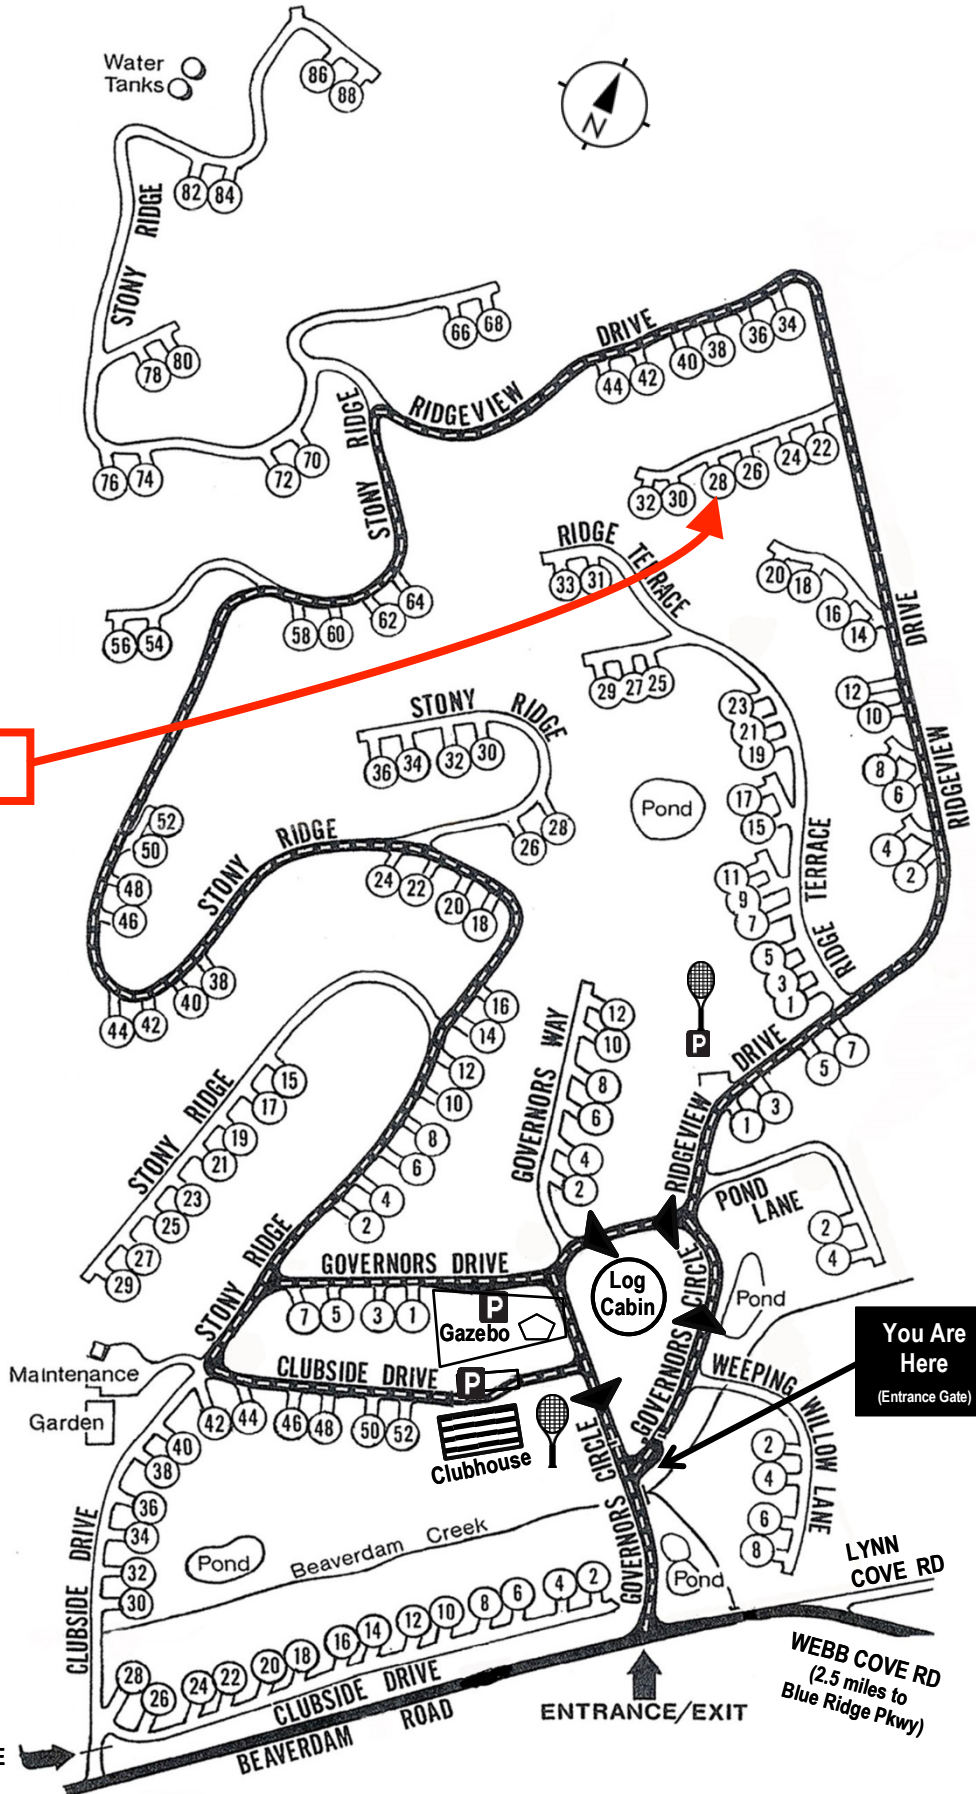 Water
Tanks
86
88
N
82
84
STONY RIDGE
66
68
78
80
DRIVE
34
36
38
40
42
44
RIDGEVIEW
STONY RIDGE
70
72
74
76
22
24
26
28
30
32
RIDGE TERRACE
33
31
20
18
16
14
DRIVE
64
62
60
58
56
54
29
27
25
STONY RIDGE
36
34
32
30
23
21
19
12
10
8
6
RIDGEVIEW
Pond
17
15
4
2
52
50
48
46
STONY RIDGE
28
26
24
22
20
18
11
9
7
5
3
1
RIDGE TERRACE
38
40
42
44
16
14
12
10
8
6
4
2
GOVERNORS WAY
12
10
8
6
4
2
P
DRIVE
RIDGEVIEW
7
5
3
1
STONY RIDGE
15
17
19
21
23
25
27
29
POND
LANE
2
4
STONY RIDGE
GOVERNORS DRIVE
7
5
3
1
P
Gazebo
Log
Cabin
GOVERNORS CIRCLE
Pond
You Are
Here
(Entrance Gate)
Maintenance
Garden
CLUBSIDE DRIVE
P
42
44
46
48
50
52
Clubhouse
WEEPING WILLOW LANE
2
4
6
8
40
38
36
34
32
30
CLUBSIDE DRIVE
Pond
Beaverdam Creek
GOVERNORS CIRCLE
Pond
LYNN
COVE RD
28
26
24
22
20
18
16
14
12
10
8
6
4
2
CLUBSIDE DRIVE
BEAVERDAM ROAD
ENTRANCE/EXIT
WEBB COVE RD
(2.5 miles to
Blue Ridge Pkwy)
E